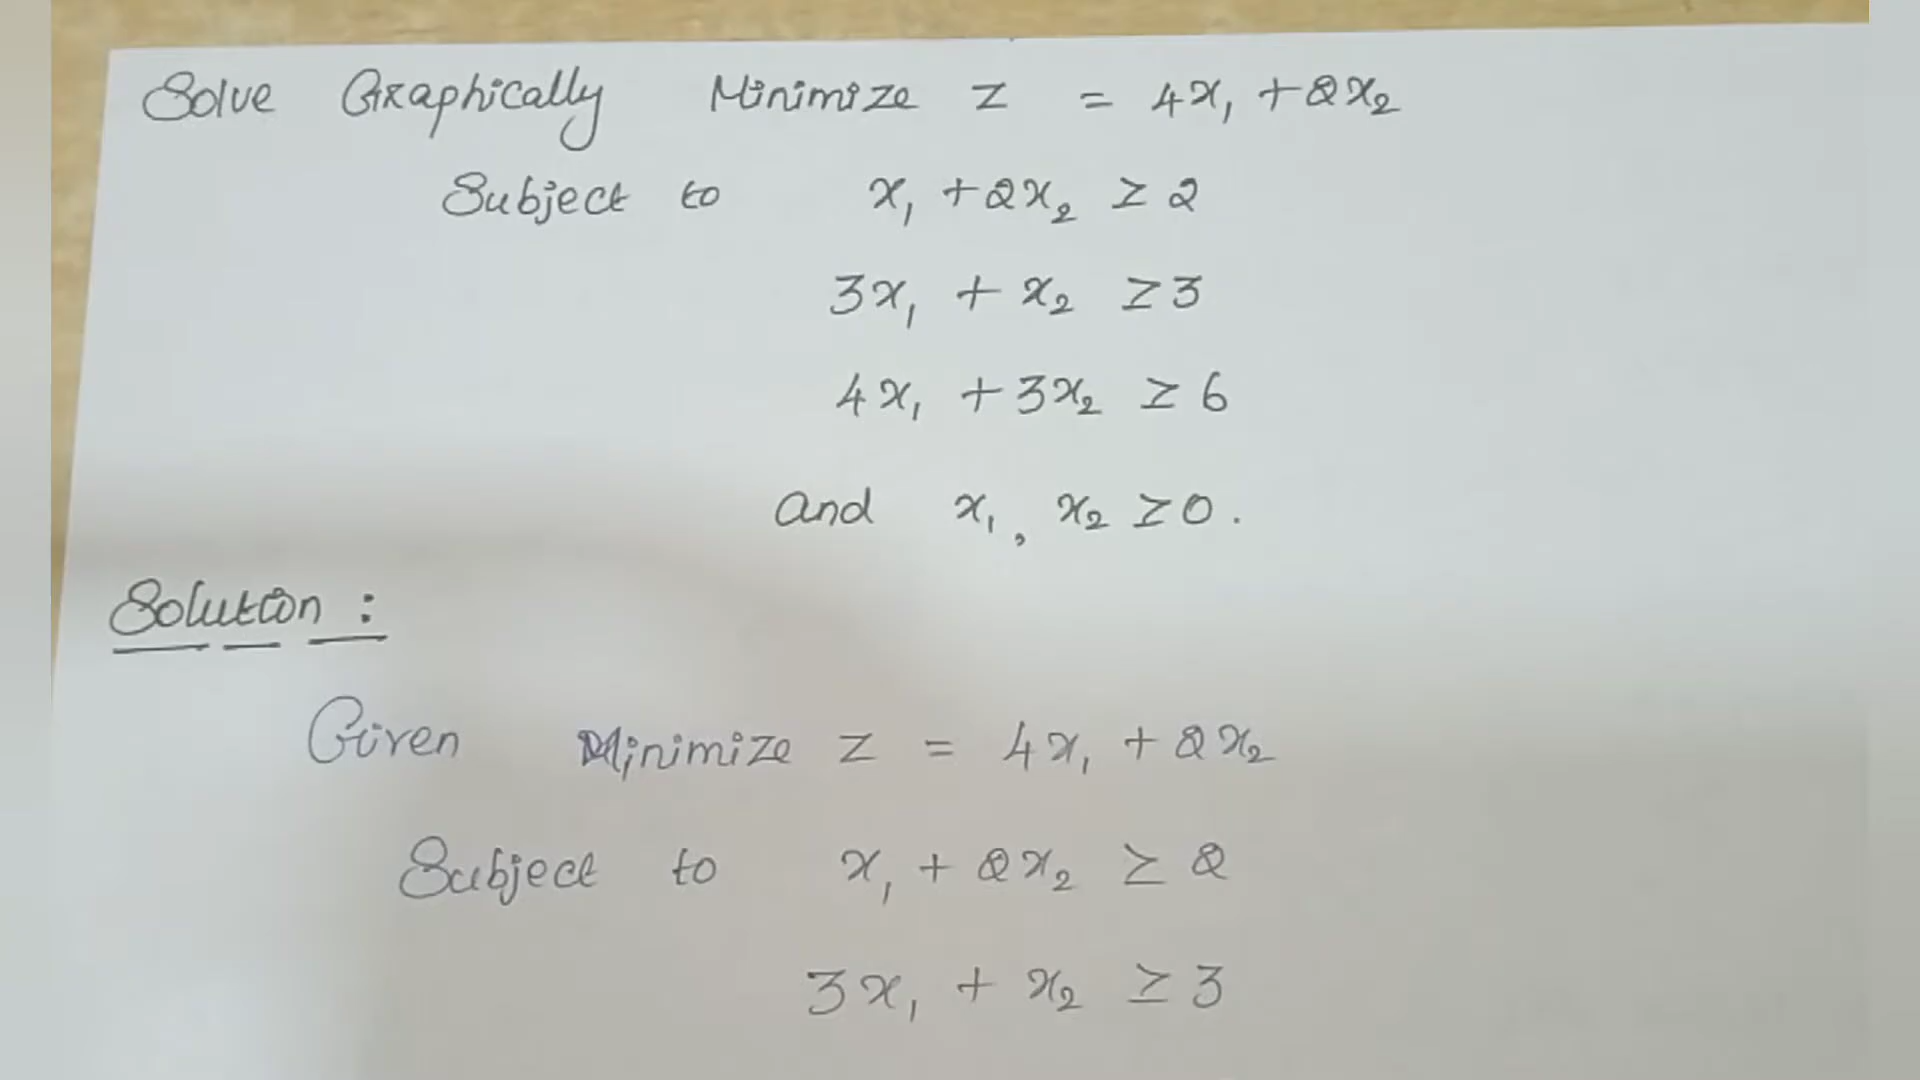 Solve Graphically Minimize Z = 4x₁ + 2x₂
Subject to x₁ + 2x₂ ≥ 2
3x₁ + x₂ ≥ 3
4x₁ + 3x₂ ≥ 6
and x₁, x₂ ≥ 0.
Solution :
Given Minimize Z = 4x₁ + 2x₂
Subject to x₁ + 2x₂ ≥ 2
3x₁ + x₂ ≥ 3